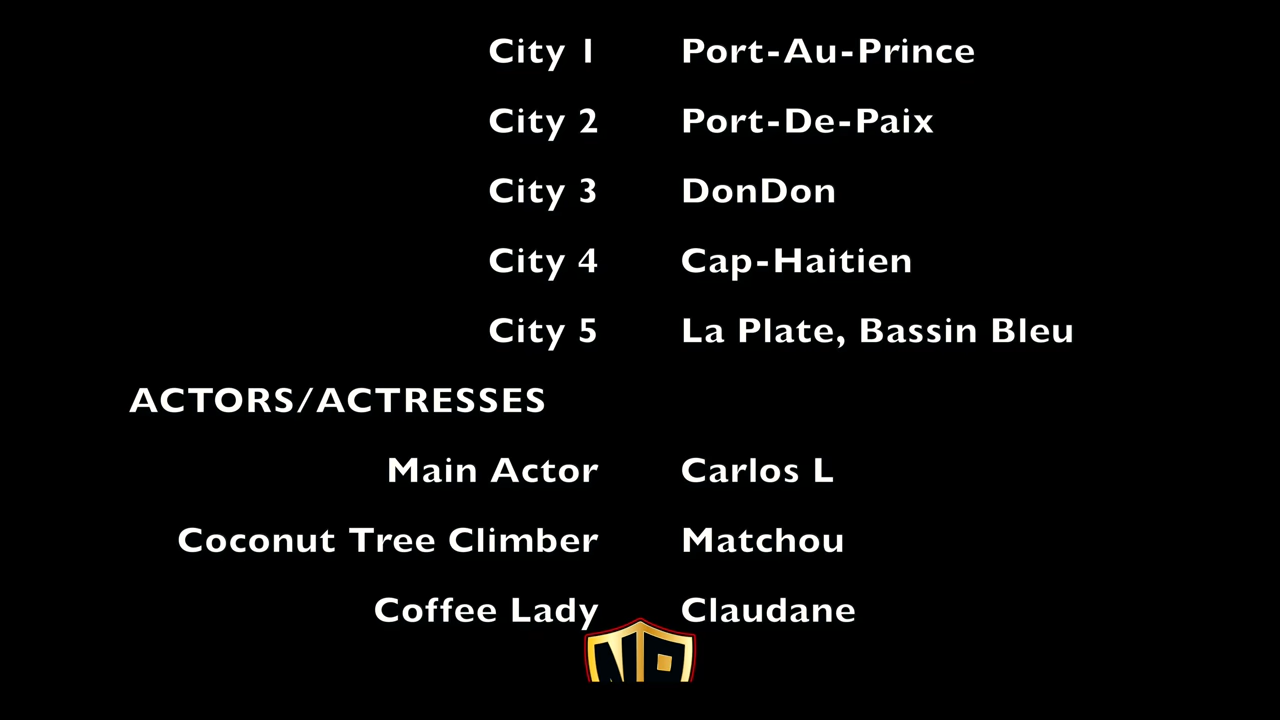 City 1 Port-Au-Prince
City 2 Port-De-Paix
City 3 DonDon
City 4 Cap-Haitien
City 5 La Plate, Bassin Bleu
ACTORS/ACTRESSES
Main Actor Carlos L
Coconut Tree Climber Matchou
Coffee Lady Claudane